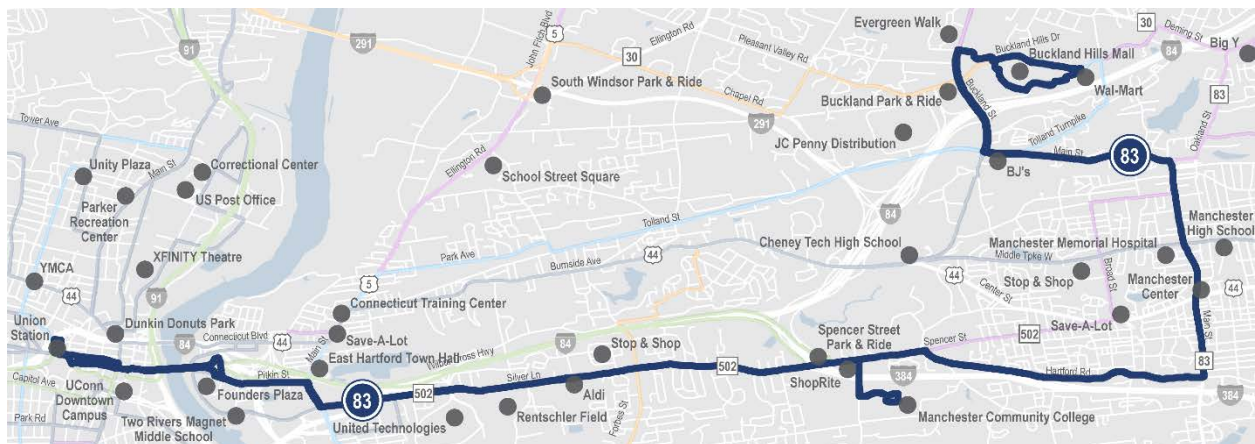 91
291
5
John Fitch Blvd
30
Ellington Rd
Pleasant Valley Rd
Evergreen Walk
Buckland Hills Dr
Buckland Hills Mall
84
30
Deming St
Big Y
South Windsor Park & Ride
Chapel Rd
Buckland Park & Ride
Buckland St
Wal-Mart
83
Oakland St
Tower Ave
291
JC Penny Distribution
Tolland Turnpike
Main St
83
Unity Plaza
Correctional Center
Main St
US Post Office
Parker
Recreation
Center
Ellington Rd
School Street Square
BJ's
Tolland St
84
XFINITY Theatre
Park Ave
Burnside Ave
44
Cheney Tech High School
Manchester Memorial Hospital
Middle Tpke W
Manchester
High School
YMCA
44
91
5
Center St
Stop & Shop
Broad St
Manchester
Center
44
Connecticut Training Center
Union
Station
Dunkin Donuts Park
Connecticut Blvd
84
44
Main St
Save-A-Lot
Spencer Street
Park & Ride
Spencer St
502
Save-A-Lot
Main St
East Hartford Town Hall
84
Stop & Shop
Capitol Ave
Pitkin St
Silver Ln
502
ShopRite
Hartford Rd
83
UConn
Downtown
Campus
Founders Plaza
83
502
Aldi
384
384
Park Rd
Two Rivers Magnet
Middle School
United Technologies
Rentschler Field
Forbes St
Manchester Community College